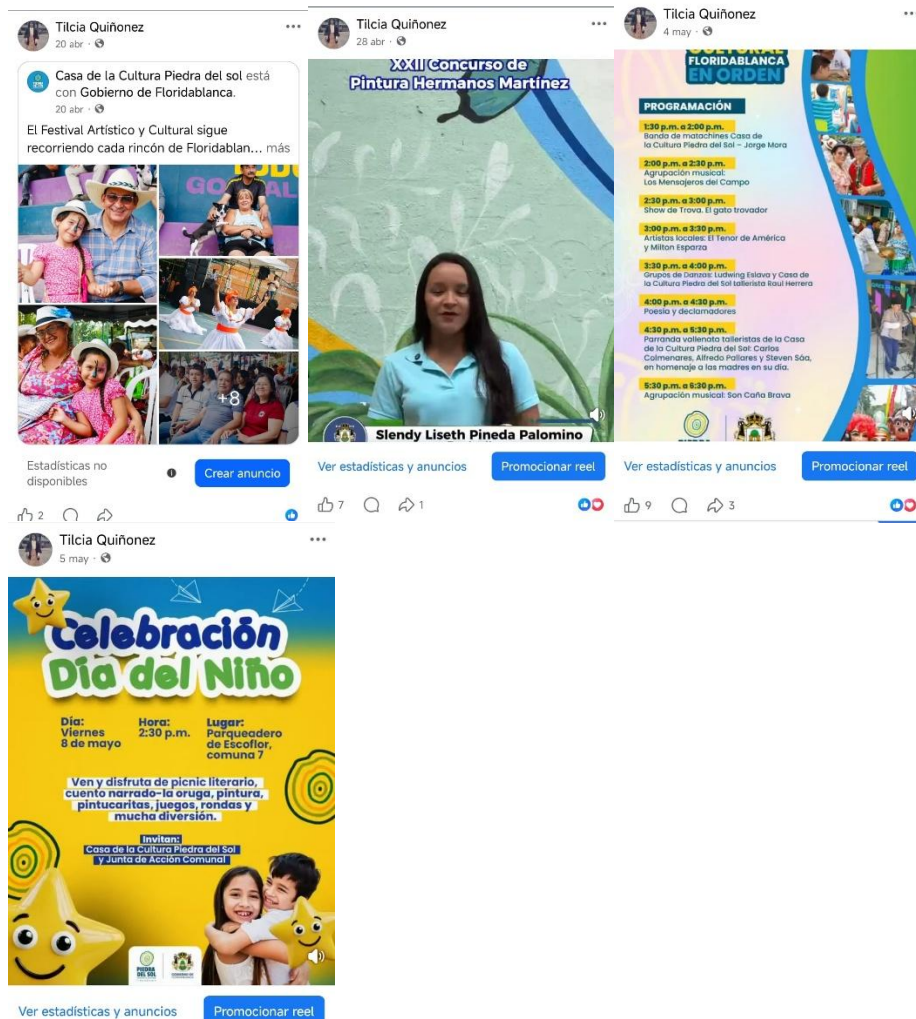 Tilcia Quiñonez
20 abr
Casa de la Cultura Piedra del sol está
con Gobierno de Floridablanca.
20 abr
El Festival Artístico y Cultural sigue
recorriendo cada rincón de Floridablan... más
+8
Estadísticas no
disponibles
Crear anuncio
2
Tilcia Quiñonez
28 abr
XXII Concurso de
Pintura Hermanos Martínez
Slendy Liseth Pineda Palomino
Ver estadísticas y anuncios
Promocionar reel
7
1
Tilcia Quiñonez
4 may
CULTURAL
FLORIDABLANCA
EN ORDEN
PROGRAMACIÓN
1:30 p.m. a 2:00 p.m.
Banda de matachines Casa de
la Cultura Piedra del Sol – Jorge Mora
2:00 p.m. a 2:30 p.m.
Agrupación musical:
Los Mensajeros del Campo
2:30 p.m. a 3:00 p.m.
Show de Trova. El gato trovador
3:00 p.m. a 3:30 p.m.
Artistas locales: El Tenor de América
y Milton Esparza
3:30 p.m. a 4:00 p.m.
Grupos de Danzas: Ludwing Eslava y Casa de
la Cultura Piedra del Sol tallerista Raul Herrera
4:00 p.m. a 4:30 p.m.
Poesía y declamadores
4:30 p.m. a 5:30 p.m.
Parranda vallenata talleristas de la Casa
de la Cultura Piedra del Sol: Carlos
Colmenares, Alfredo Pallares y Steven Sáa,
en homenaje a las madres en su día.
5:30 p.m. a 6:30 p.m.
Agrupación musical: Son Caña Brava
Ver estadísticas y anuncios
Promocionar reel
9
3
Tilcia Quiñonez
5 may
Celebración
Día del Niño
Día:
Viernes
8 de mayo
Hora:
2:30 p.m.
Lugar:
Parqueadero
de Escoflor,
comuna 7
Ven y disfruta de picnic literario,
cuento narrado-la oruga, pintura,
pintucaritas, juegos, rondas y
mucha diversión.
Invitan:
Casa de la Cultura Piedra del Sol
y Junta de Acción Comunal
PIEDRA
DEL SOL
Ver estadísticas y anuncios
Promocionar reel